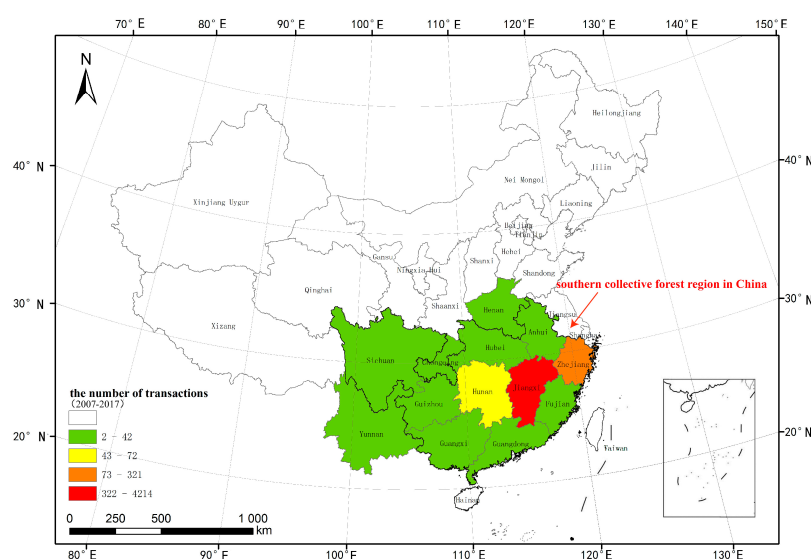 70° E 80° E 90° E 100° E 110° E 120° E 130° E 150° E
N
40° N
30° N
20° N
40° N
30° N
20° N
Heilongjiang
Jilin
Nei Mongol
Liaoning
Xinjiang Uygur
Beijing
Tianjin
Hebei
Gansu
Shanxi
Ningxia Hui
Shandong
Qinghai
southern collective forest region in China
Shaanxi
Henan
Jiangsu
Xizang
Anhui
Shanghai
Hubei
Sichuan
Chongqing
Zhejiang
Hunan
Jiangxi
Guizhou
Fujian
Yunnan
Guangxi
Guangdong
Taiwan
Hainan
the number of transactions
(2007-2017)
2 - 42
43 - 72
73 - 321
322 - 4214
0 250 500 1 000
km
80° E 90° E 100° E 110° E 120° E 130° E